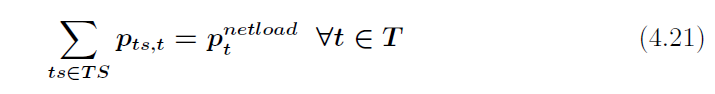 ∑_{ts∈TS} p_{ts,t} = p_t^{netload} ∀t ∈ T (4.21)